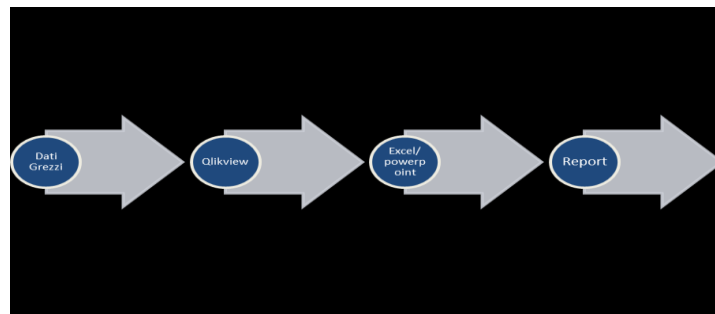 Dati
Grezzi
Qlikview
Excel/
powerp
oint
Report